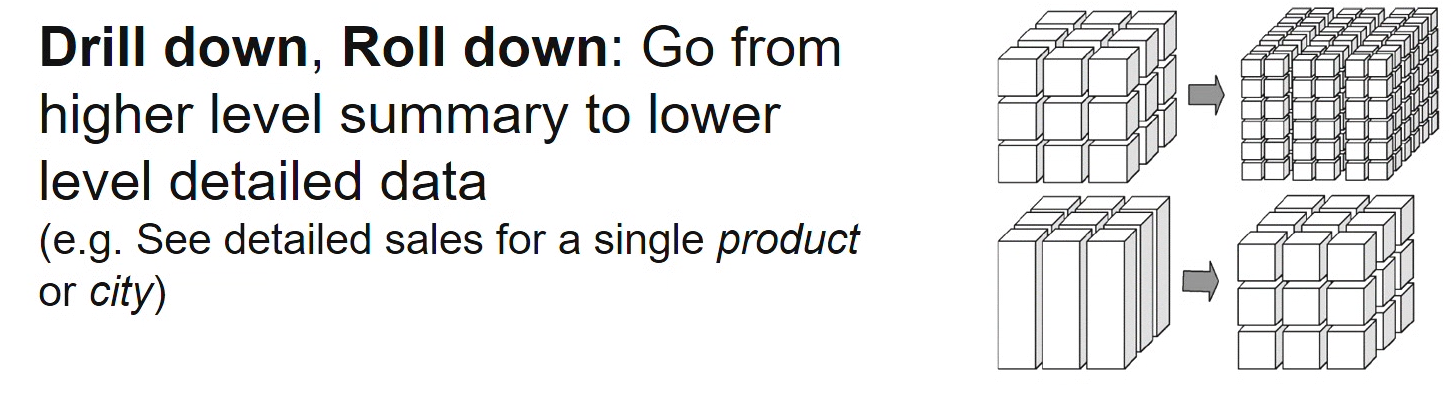 Drill down, Roll down: Go from
higher level summary to lower
level detailed data
(e.g. See detailed sales for a single product
or city)